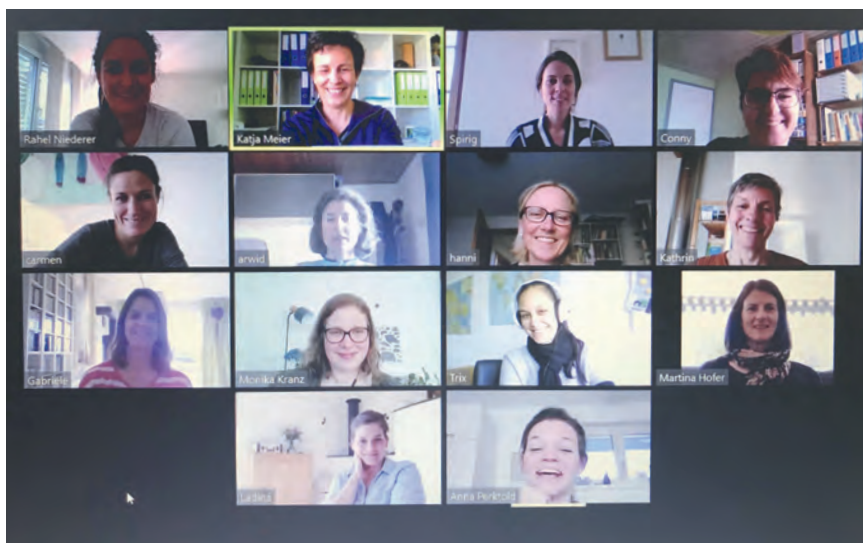 Rahel Niederer
Katja Meier
Spirig
Conny
carmen
arwid
hanni
Kathrin
Gabriele
Monika Kranz
Trix
Martina Hofer
Ladina
Anna Perktold